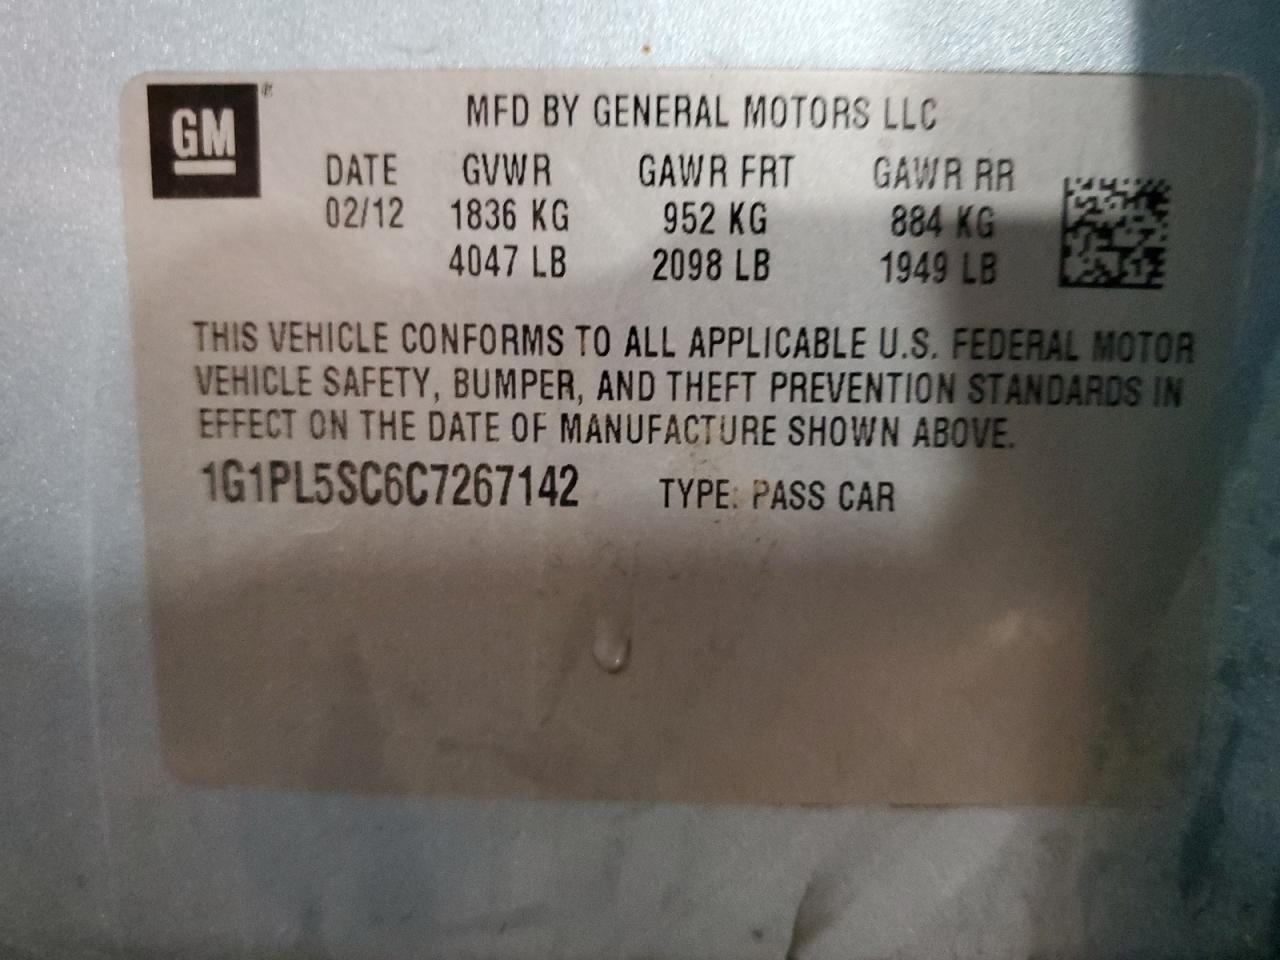 GM®
MFD BY GENERAL MOTORS LLC
DATE GVWR GAWR FRT GAWR RR
02/12 1836 KG 952 KG 884 KG
4047 LB 2098 LB 1949 LB
THIS VEHICLE CONFORMS TO ALL APPLICABLE U.S. FEDERAL MOTOR
VEHICLE SAFETY, BUMPER, AND THEFT PREVENTION STANDARDS IN
EFFECT ON THE DATE OF MANUFACTURE SHOWN ABOVE.
1G1PL5SC6C7267142 TYPE: PASS CAR